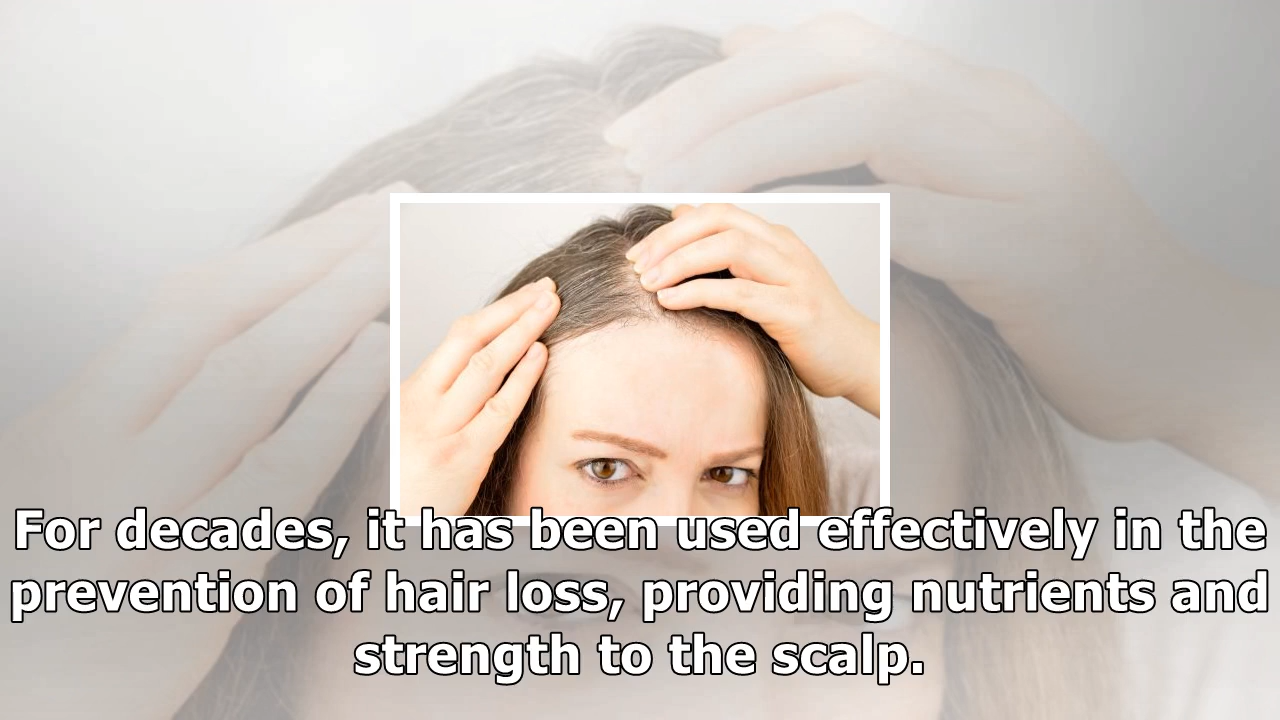 For decades, it has been used effectively in the
prevention of hair loss, providing nutrients and
strength to the scalp.